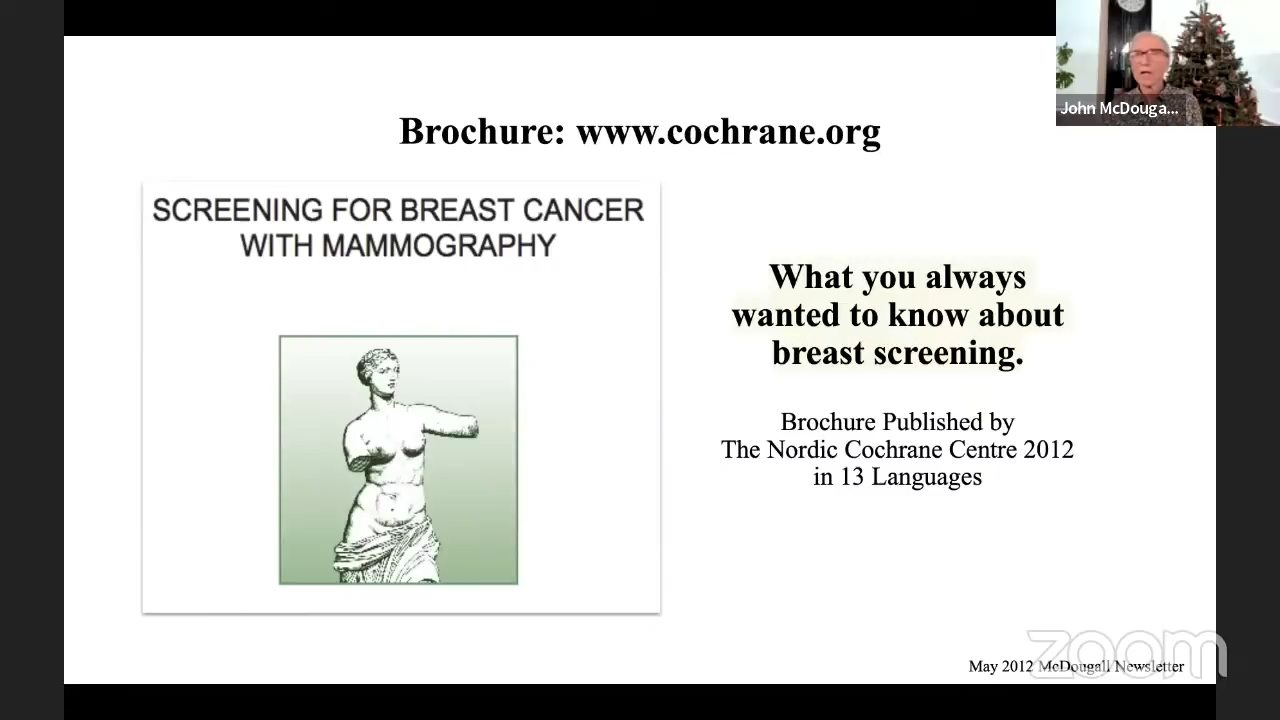 John McDouga...
Brochure: www.cochrane.org
SCREENING FOR BREAST CANCER
WITH MAMMOGRAPHY
What you always
wanted to know about
breast screening.
Brochure Published by
The Nordic Cochrane Centre 2012
in 13 Languages
May 2012 McDougall Newsletter
zoom